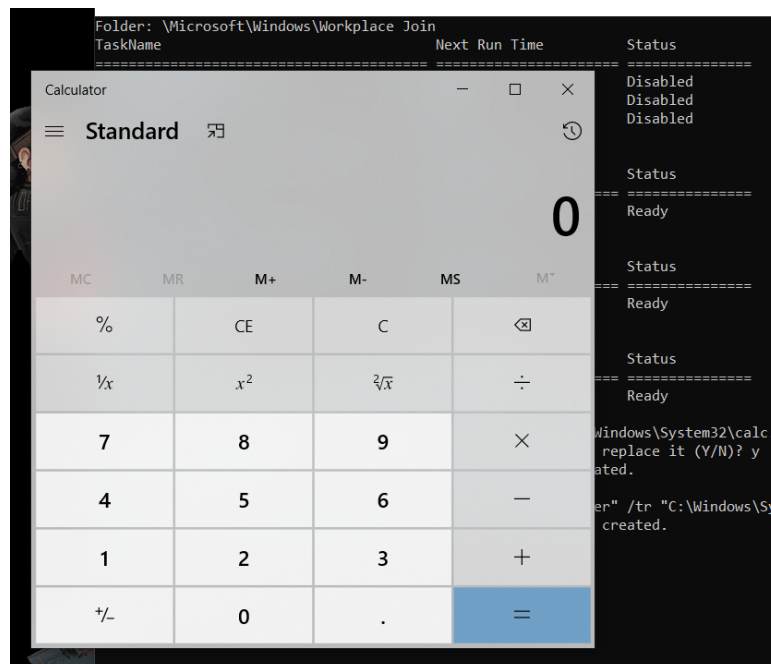 Folder: \Microsoft\Windows\Workplace Join
TaskName Next Run Time Status
======================================== ====================== ===============
Disabled
Disabled
Disabled
Status
=== ===============
Ready
Status
=== ===============
Ready
Status
=== ===============
Ready
Windows\System32\calc
replace it (Y/N)? y
ated.
er" /tr "C:\Windows\Sy
created.
Calculator
Standard
0
MC MR M+ M- MS M˅
% CE C
¹/x x² ²√x ÷
7 8 9 ×
4 5 6 −
1 2 3 +
+/− 0 . =